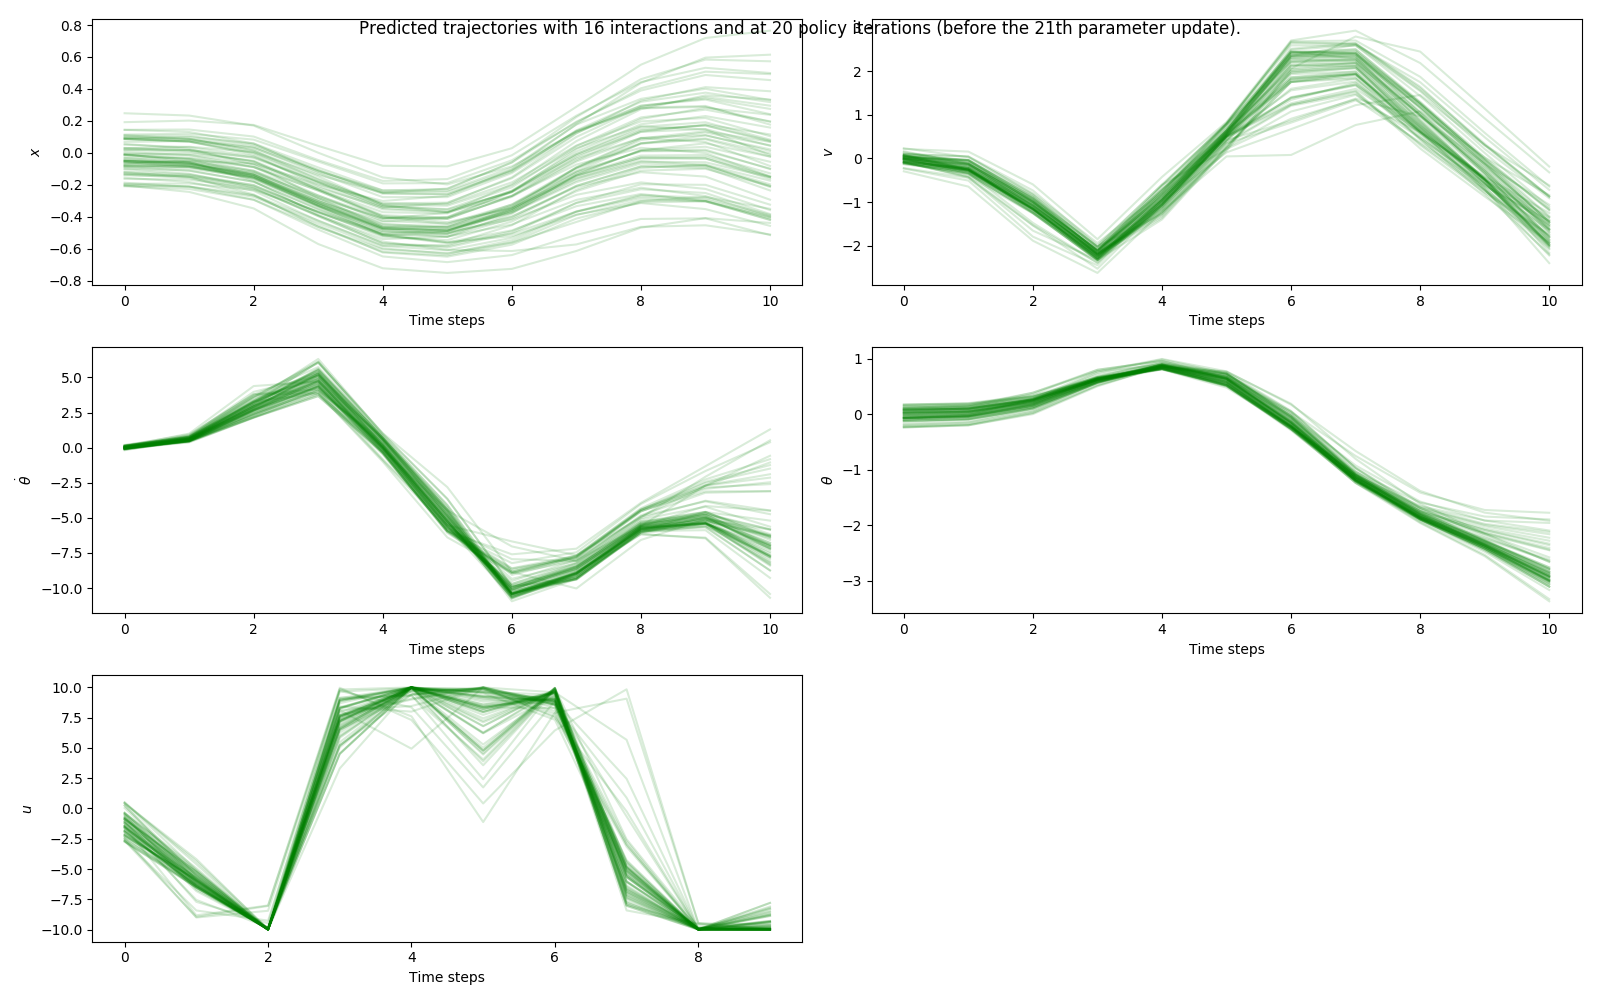 Predicted trajectories with 16 interactions and at 20 policy iterations (before the 21th parameter update).
0.8
0.6
0.4
0.2
0.0
−0.2
−0.4
−0.6
−0.8
x
0 2 4 6 8 10
Time steps
3
2
1
0
−1
−2
v
0 2 4 6 8 10
Time steps
5.0
2.5
0.0
−2.5
−5.0
−7.5
−10.0
θ̇
0 2 4 6 8 10
Time steps
1
0
−1
−2
−3
θ
0 2 4 6 8 10
Time steps
10.0
7.5
5.0
2.5
0.0
−2.5
−5.0
−7.5
−10.0
u
0 2 4 6 8
Time steps